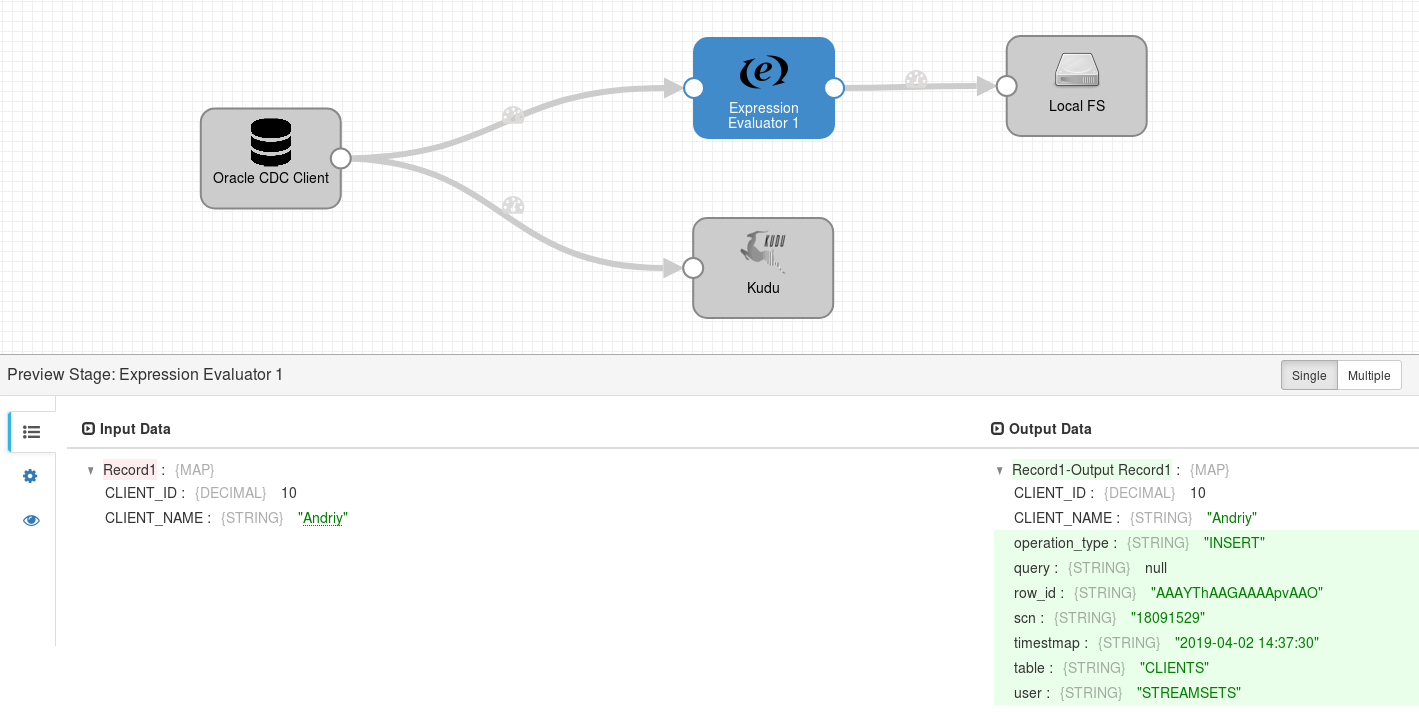 Oracle CDC Client
Expression
Evaluator 1
Local FS
KUDU
Kudu
Preview Stage: Expression Evaluator 1
Single Multiple
Input Data
Record1 : {MAP}
CLIENT_ID : {DECIMAL} 10
CLIENT_NAME : {STRING} "Andriy"
Output Data
Record1-Output Record1 : {MAP}
CLIENT_ID : {DECIMAL} 10
CLIENT_NAME : {STRING} "Andriy"
operation_type : {STRING} "INSERT"
query : {STRING} null
row_id : {STRING} "AAAYThAAGAAAApvAAO"
scn : {STRING} "18091529"
timestmap : {STRING} "2019-04-02 14:37:30"
table : {STRING} "CLIENTS"
user : {STRING} "STREAMSETS"